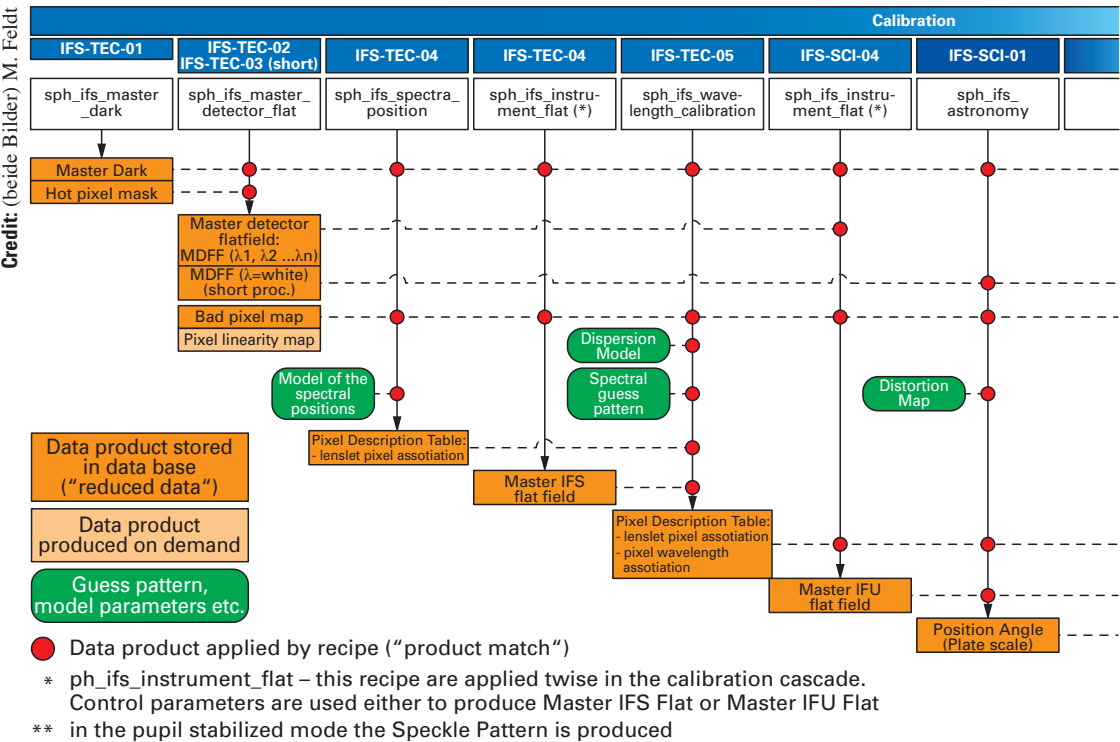 Credit: (beide Bilder) M. Feldt
Calibration
IFS-TEC-01
IFS-TEC-02
IFS-TEC-03 (short)
IFS-TEC-04
IFS-TEC-04
IFS-TEC-05
IFS-SCI-04
IFS-SCI-01
sph_ifs_master
_dark
sph_ifs_master_
detector_flat
sph_ifs_spectra_
position
sph_ifs_instru-
ment_flat (*)
sph_ifs_wave-
length_calibration
sph_ifs_instru-
ment_flat (*)
sph_ifs_
astronomy
Master Dark
Hot pixel mask
Master detector
flatfield:
MDFF (λ1, λ2 ...λn)
MDFF (λ=white)
(short proc.)
Bad pixel map
Pixel linearity map
Dispersion
Model
Model of the
spectral
positions
Spectral
guess
pattern
Distortion
Map
Pixel Description Table:
- lenslet pixel assotiation
Master IFS
flat field
Pixel Description Table:
- lenslet pixel assotiation
- pixel wavelength
assotiation
Master IFU
flat field
Position Angle
(Plate scale)
Data product stored
in data base
(“reduced data“)
Data product
produced on demand
Guess pattern,
model parameters etc.
Data product applied by recipe (“product match“)
* ph_ifs_instrument_flat – this recipe are applied twise in the calibration cascade.
Control parameters are used either to produce Master IFS Flat or Master IFU Flat
** in the pupil stabilized mode the Speckle Pattern is produced